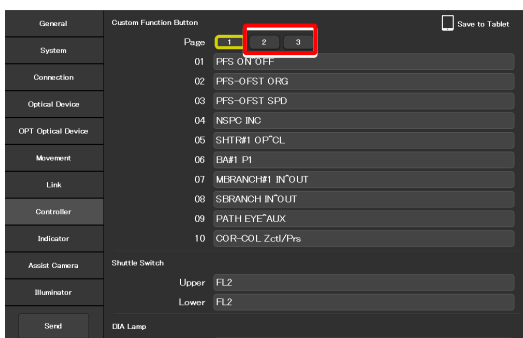 General
System
Connection
Optical Device
OPT Optical Device
Movement
Link
Controller
Indicator
Assist Camera
Illuminator
Send
Custom Function Button
Save to Tablet
Page 1 2 3
01 PFS ON^OFF
02 PFS-OFST ORG
03 PFS-OFST SPD
04 NSPC INC
05 SHTR#1 OP^CL
06 BA#1 P1
07 MBRANCH#1 IN^OUT
08 SBRANCH IN^OUT
09 PATH EYE^AUX
10 COR-COL Zctl/Prs
Shuttle Switch
Upper FL2
Lower FL2
DIA Lamp